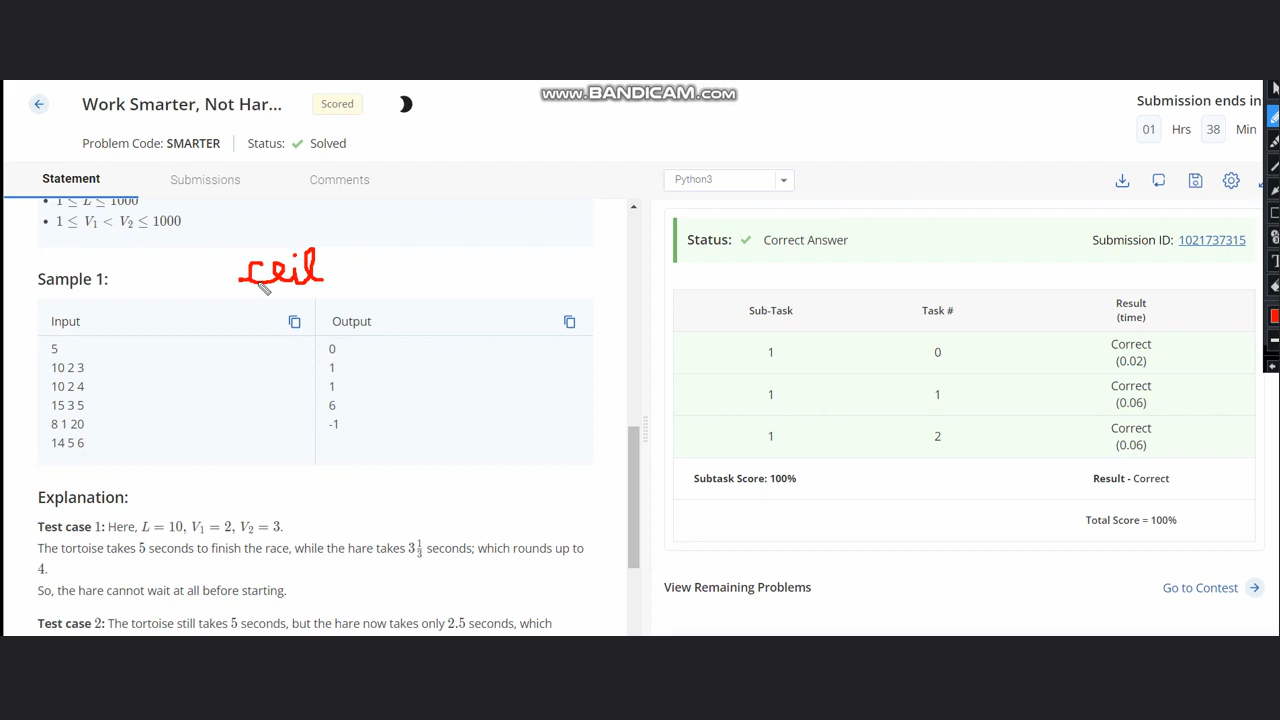 www.BANDICAM.com
Work Smarter, Not Har...
Scored
Submission ends in
01 Hrs 38 Min
Problem Code: SMARTER
Status: Solved
Statement
Submissions
Comments
Python3
• 1 ≤ L ≤ 1000
• 1 ≤ V₁ < V₂ ≤ 1000
ceil
Sample 1:
Input
Output
5
10 2 3
10 2 4
15 3 5
8 1 20
14 5 6
0
1
1
6
-1
Explanation:
Test case 1: Here, L = 10, V₁ = 2, V₂ = 3.
The tortoise takes 5 seconds to finish the race, while the hare takes 3 1/3 seconds; which rounds up to
4.
So, the hare cannot wait at all before starting.
Test case 2: The tortoise still takes 5 seconds, but the hare now takes only 2.5 seconds, which
Status: Correct Answer
Submission ID: 1021737315
Sub-Task
Task #
Result
(time)
1
0
Correct
(0.02)
1
1
Correct
(0.06)
1
2
Correct
(0.06)
Subtask Score: 100%
Result - Correct
Total Score = 100%
View Remaining Problems
Go to Contest